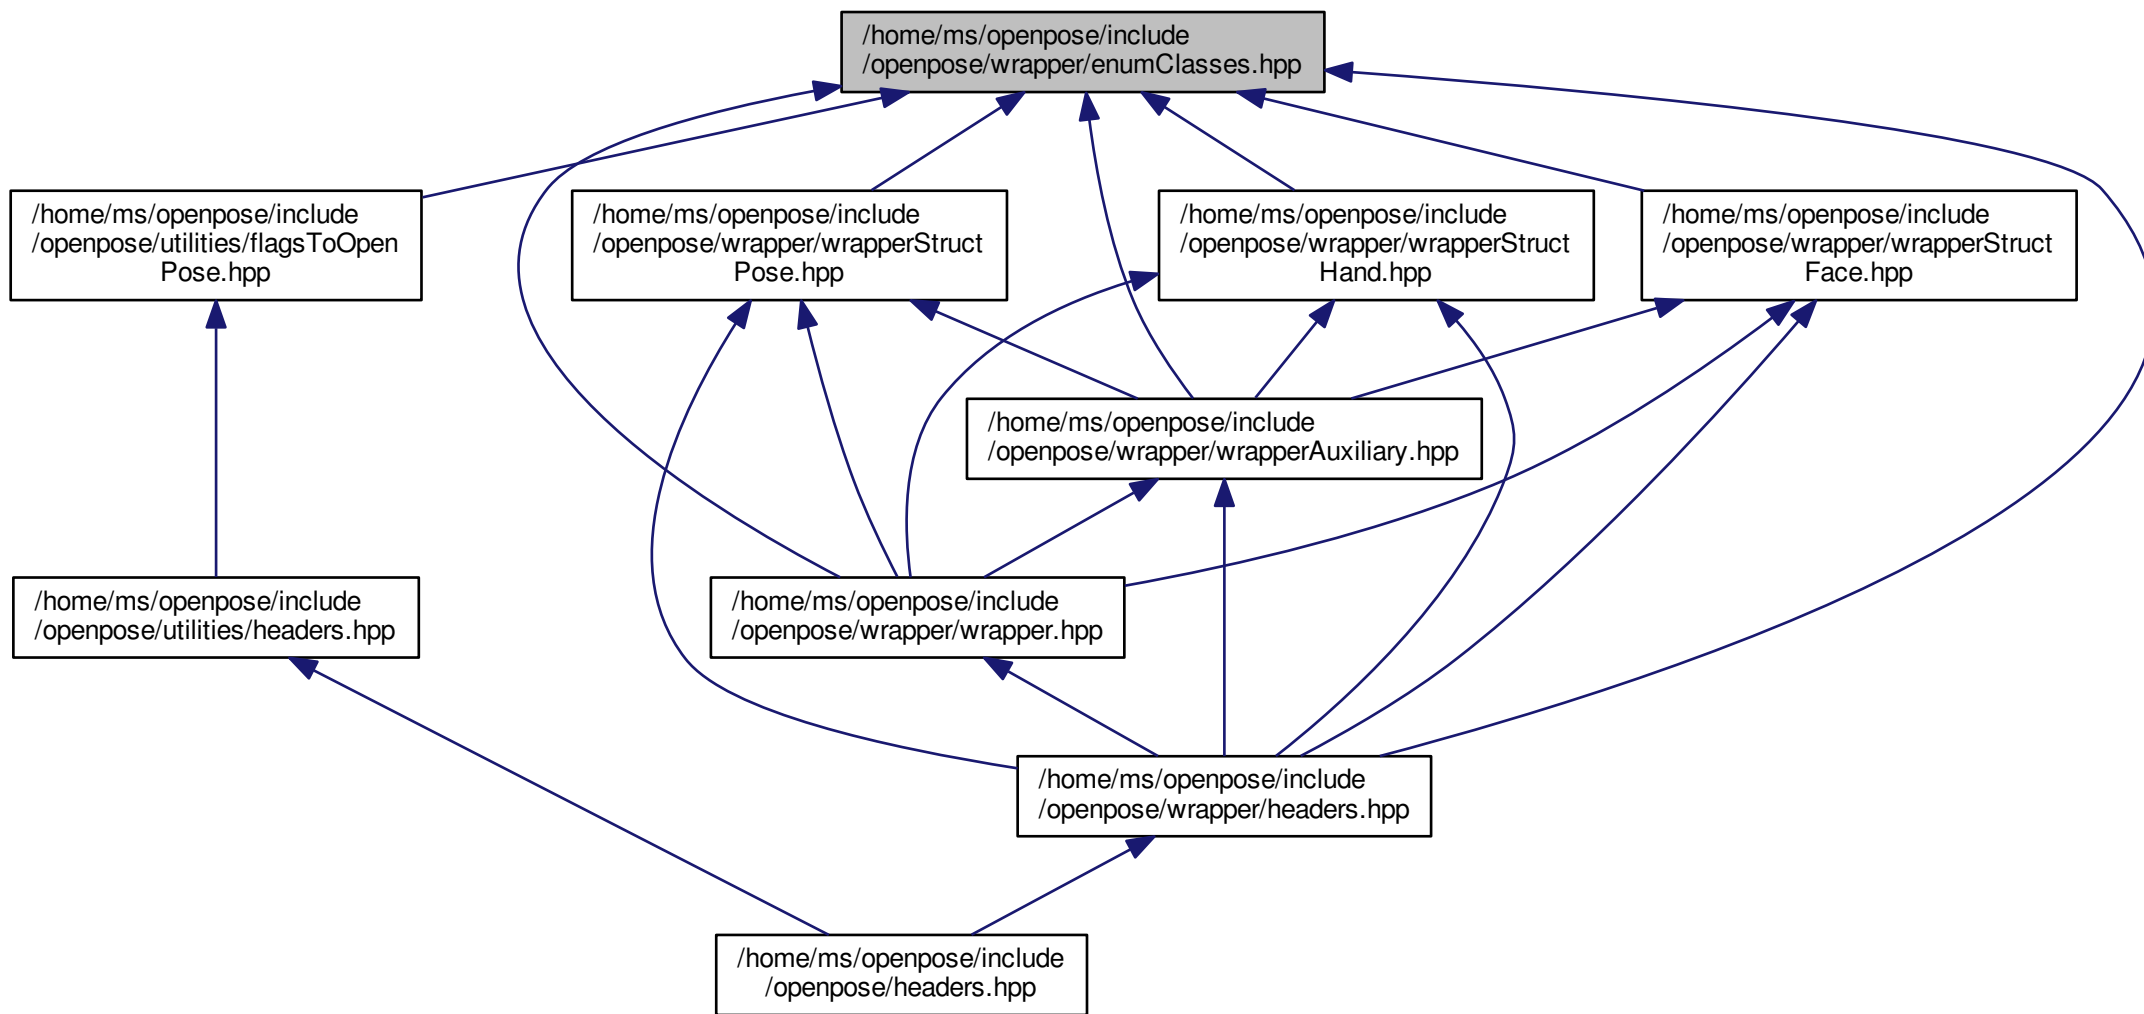 /home/ms/openpose/include
/openpose/wrapper/enumClasses.hpp
/home/ms/openpose/include
/openpose/utilities/flagsToOpen
Pose.hpp
/home/ms/openpose/include
/openpose/wrapper/wrapperStruct
Pose.hpp
/home/ms/openpose/include
/openpose/wrapper/wrapperStruct
Hand.hpp
/home/ms/openpose/include
/openpose/wrapper/wrapperStruct
Face.hpp
/home/ms/openpose/include
/openpose/wrapper/wrapperAuxiliary.hpp
/home/ms/openpose/include
/openpose/utilities/headers.hpp
/home/ms/openpose/include
/openpose/wrapper/wrapper.hpp
/home/ms/openpose/include
/openpose/wrapper/headers.hpp
/home/ms/openpose/include
/openpose/headers.hpp